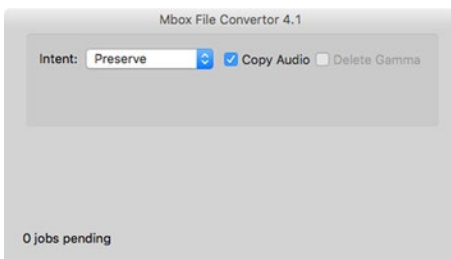 Mbox File Convertor 4.1
Intent: Preserve Copy Audio Delete Gamma
0 jobs pending